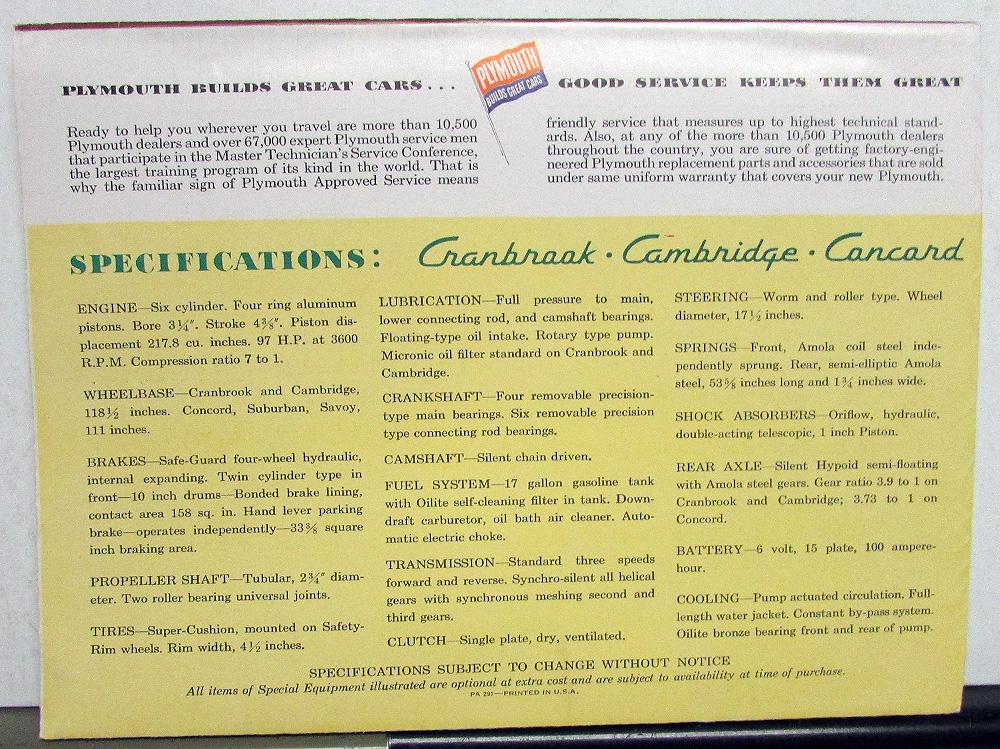 PLYMOUTH BUILDS GREAT CARS . . .
PLYMOUTH
BUILDS GREAT CARS
GOOD SERVICE KEEPS THEM GREAT
Ready to help you wherever you travel are more than 10,500
Plymouth dealers and over 67,000 expert Plymouth service men
that participate in the Master Technician's Service Conference,
the largest training program of its kind in the world. That is
why the familiar sign of Plymouth Approved Service means
friendly service that measures up to highest technical stand-
ards. Also, at any of the more than 10,500 Plymouth dealers
throughout the country, you are sure of getting factory-engi-
neered Plymouth replacement parts and accessories that are sold
under same uniform warranty that covers your new Plymouth.
SPECIFICATIONS:
Cranbrook · Cambridge · Concord
ENGINE—Six cylinder. Four ring aluminum
pistons. Bore 3¼″. Stroke 4⅜″. Piston dis-
placement 217.8 cu. inches. 97 H.P. at 3600
R.P.M. Compression ratio 7 to 1.
WHEELBASE—Cranbrook and Cambridge,
118½ inches. Concord, Suburban, Savoy,
111 inches.
BRAKES—Safe-Guard four-wheel hydraulic,
internal expanding. Twin cylinder type in
front—10 inch drums—Bonded brake lining,
contact area 158 sq. in. Hand lever parking
brake—operates independently—33⅝ square
inch braking area.
PROPELLER SHAFT—Tubular, 2¾″ diam-
eter. Two roller bearing universal joints.
TIRES—Super-Cushion, mounted on Safety-
Rim wheels. Rim width, 4½ inches.
LUBRICATION—Full pressure to main,
lower connecting rod, and camshaft bearings.
Floating-type oil intake. Rotary type pump.
Micronic oil filter standard on Cranbrook and
Cambridge.
CRANKSHAFT—Four removable precision-
type main bearings. Six removable precision
type connecting rod bearings.
CAMSHAFT—Silent chain driven.
FUEL SYSTEM—17 gallon gasoline tank
with Oilite self-cleaning filter in tank. Down-
draft carburetor, oil bath air cleaner. Auto-
matic electric choke.
TRANSMISSION—Standard three speeds
forward and reverse. Synchro-silent all helical
gears with synchronous meshing second and
third gears.
CLUTCH—Single plate, dry, ventilated.
STEERING—Worm and roller type. Wheel
diameter, 17½ inches.
SPRINGS—Front, Amola coil steel inde-
pendently sprung. Rear, semi-elliptic Amola
steel, 53⅝ inches long and 1¾ inches wide.
SHOCK ABSORBERS—Oriflow, hydraulic,
double-acting telescopic, 1 inch Piston.
REAR AXLE—Silent Hypoid semi-floating
with Amola steel gears. Gear ratio 3.9 to 1 on
Cranbrook and Cambridge; 3.73 to 1 on
Concord.
BATTERY—6 volt, 15 plate, 100 ampere-
hour.
COOLING—Pump actuated circulation. Full-
length water jacket. Constant by-pass system.
Oilite bronze bearing front and rear of pump.
SPECIFICATIONS SUBJECT TO CHANGE WITHOUT NOTICE
All items of Special Equipment illustrated are optional at extra cost and are subject to availability at time of purchase.
PA 291—PRINTED IN U.S.A.